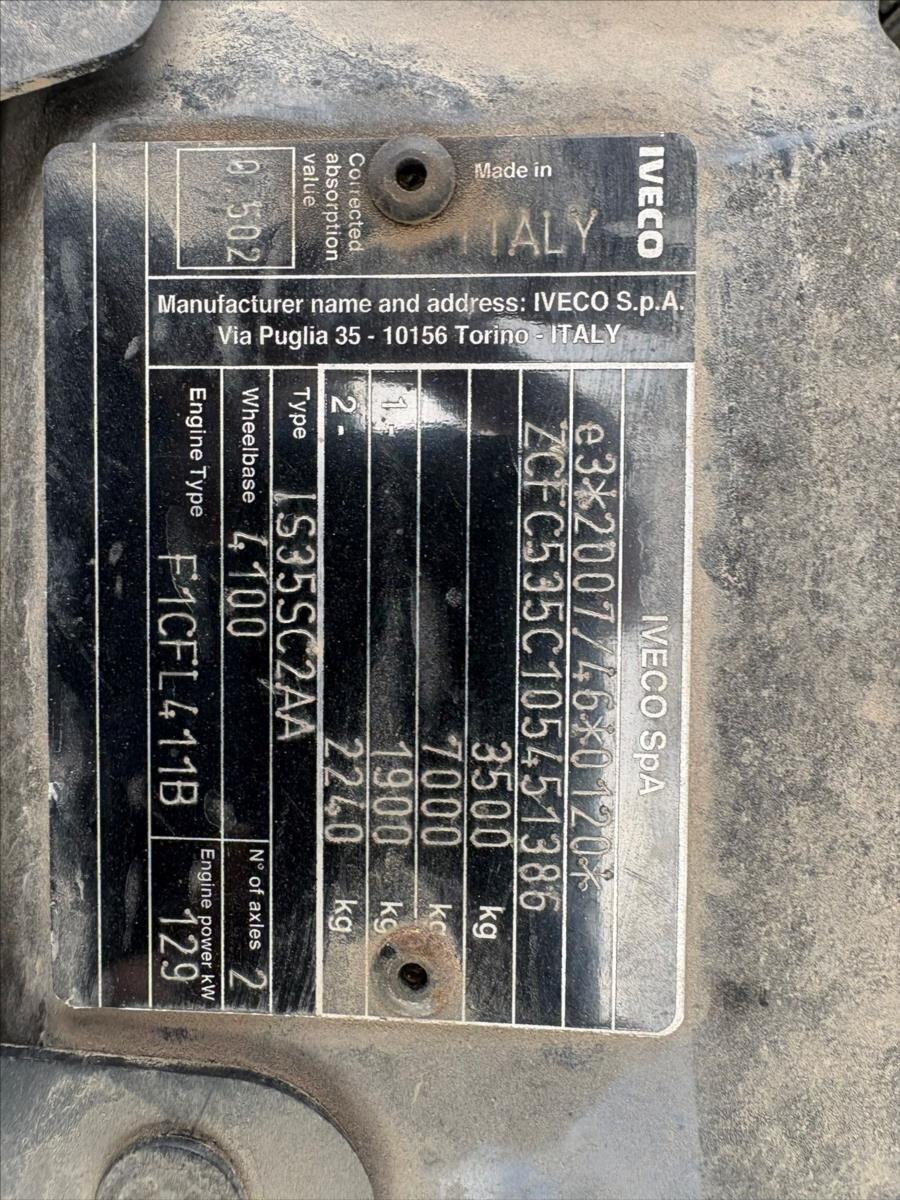 IVECO
Made in
ITALY
Corrected
absorption
value
0 502
Manufacturer name and address: IVECO S.p.A.
Via Puglia 35 - 10156 Torino - ITALY
IVECO SpA
e3*2007/46*0120*
ZCFC535C105451386
3500 kg
7000 kg
1- 1900 kg
2- 2240 kg
Type IS35SC2AA
Wheelbase 4100
N° of axles 2
Engine Type F1CFL411B
Engine power kW 129